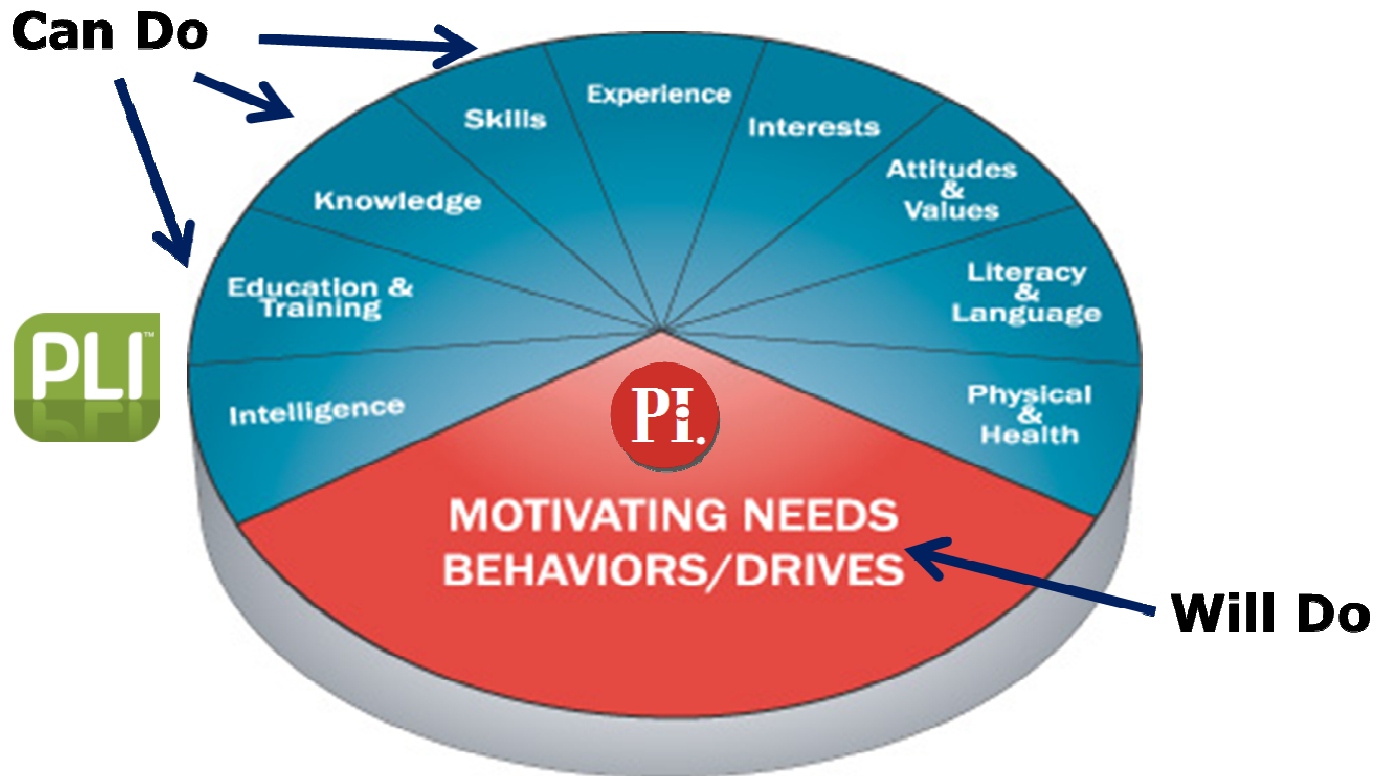 Can Do
Experience
Skills
Interests
Attitudes
&
Values
Knowledge
Literacy
&
Language
Education &
Training
PLI™
Intelligence
Physical
&
Health
PI.
MOTIVATING NEEDS
BEHAVIORS/DRIVES
Will Do